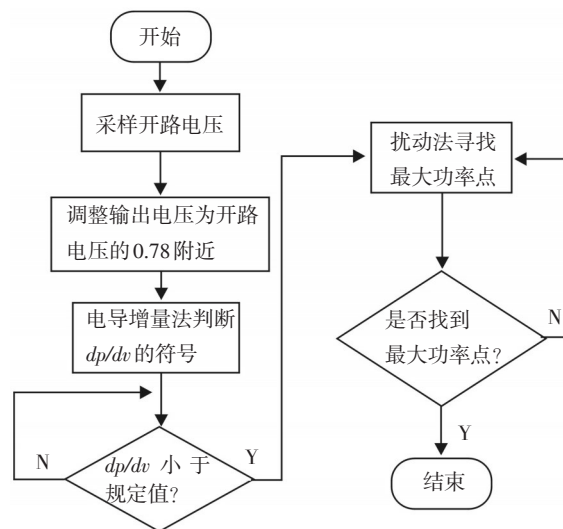 开始
采样开路电压
调整输出电压为开路
电压的0.78附近
电导增量法判断
dp/dv的符号
dp/dv 小于
规定值?
N
Y
扰动法寻找
最大功率点
是否找到
最大功率点?
N
Y
结束